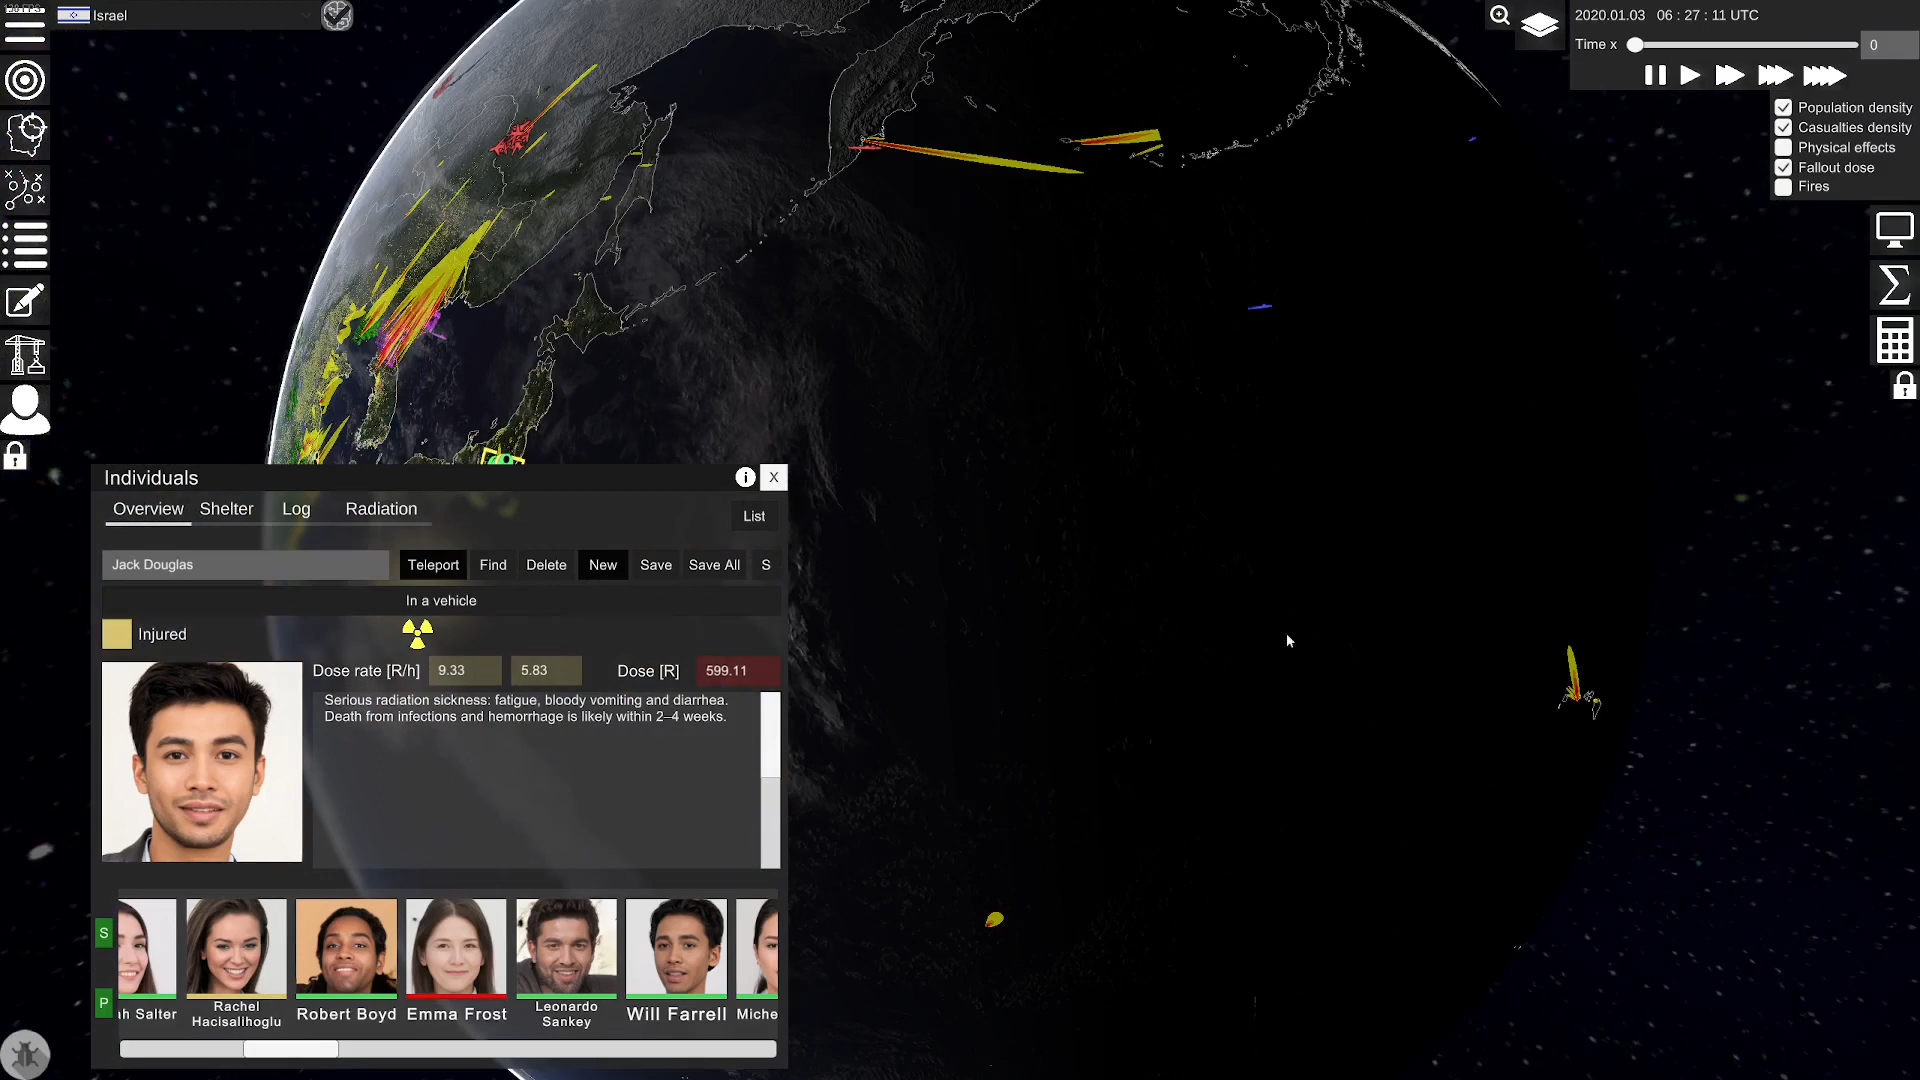 Israel
2020.01.03 06 : 27 : 11 UTC
Time x
0
Population density
Casualties density
Physical effects
Fallout dose
Fires
Individuals
i
X
Overview
Shelter
Log
Radiation
List
Jack Douglas
Teleport
Find
Delete
New
Save
Save All
S
In a vehicle
Injured
Dose rate [R/h]
9.33
5.83
Dose [R]
599.11
Serious radiation sickness: fatigue, bloody vomiting and diarrhea.
Death from infections and hemorrhage is likely within 2–4 weeks.
S
P
ah Salter
Rachel
Hacisalihoglu
Robert Boyd
Emma Frost
Leonardo
Sankey
Will Farrell
Miche